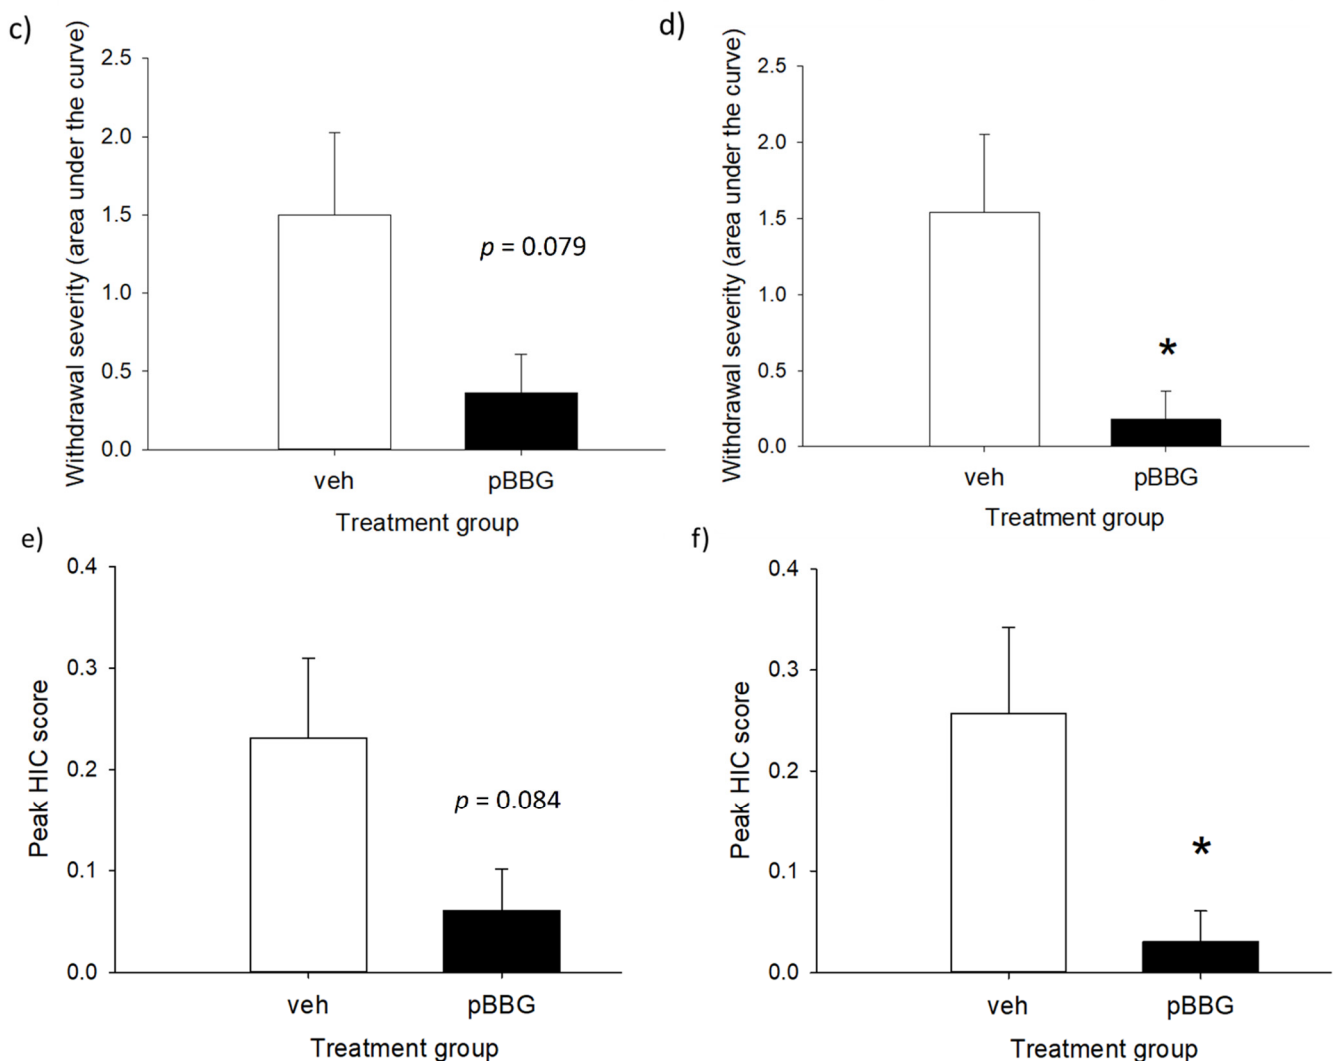 c)
Withdrawal severity (area under the curve)
2.5
2.0
1.5
1.0
0.5
0.0
p = 0.079
veh
pBBG
Treatment group
d)
Withdrawal severity (area under the curve)
2.5
2.0
1.5
1.0
0.5
0.0
*
veh
pBBG
Treatment group
e)
Peak HIC score
0.4
0.3
0.2
0.1
0.0
p = 0.084
veh
pBBG
Treatment group
f)
Peak HIC score
0.4
0.3
0.2
0.1
0.0
*
veh
pBBG
Treatment group